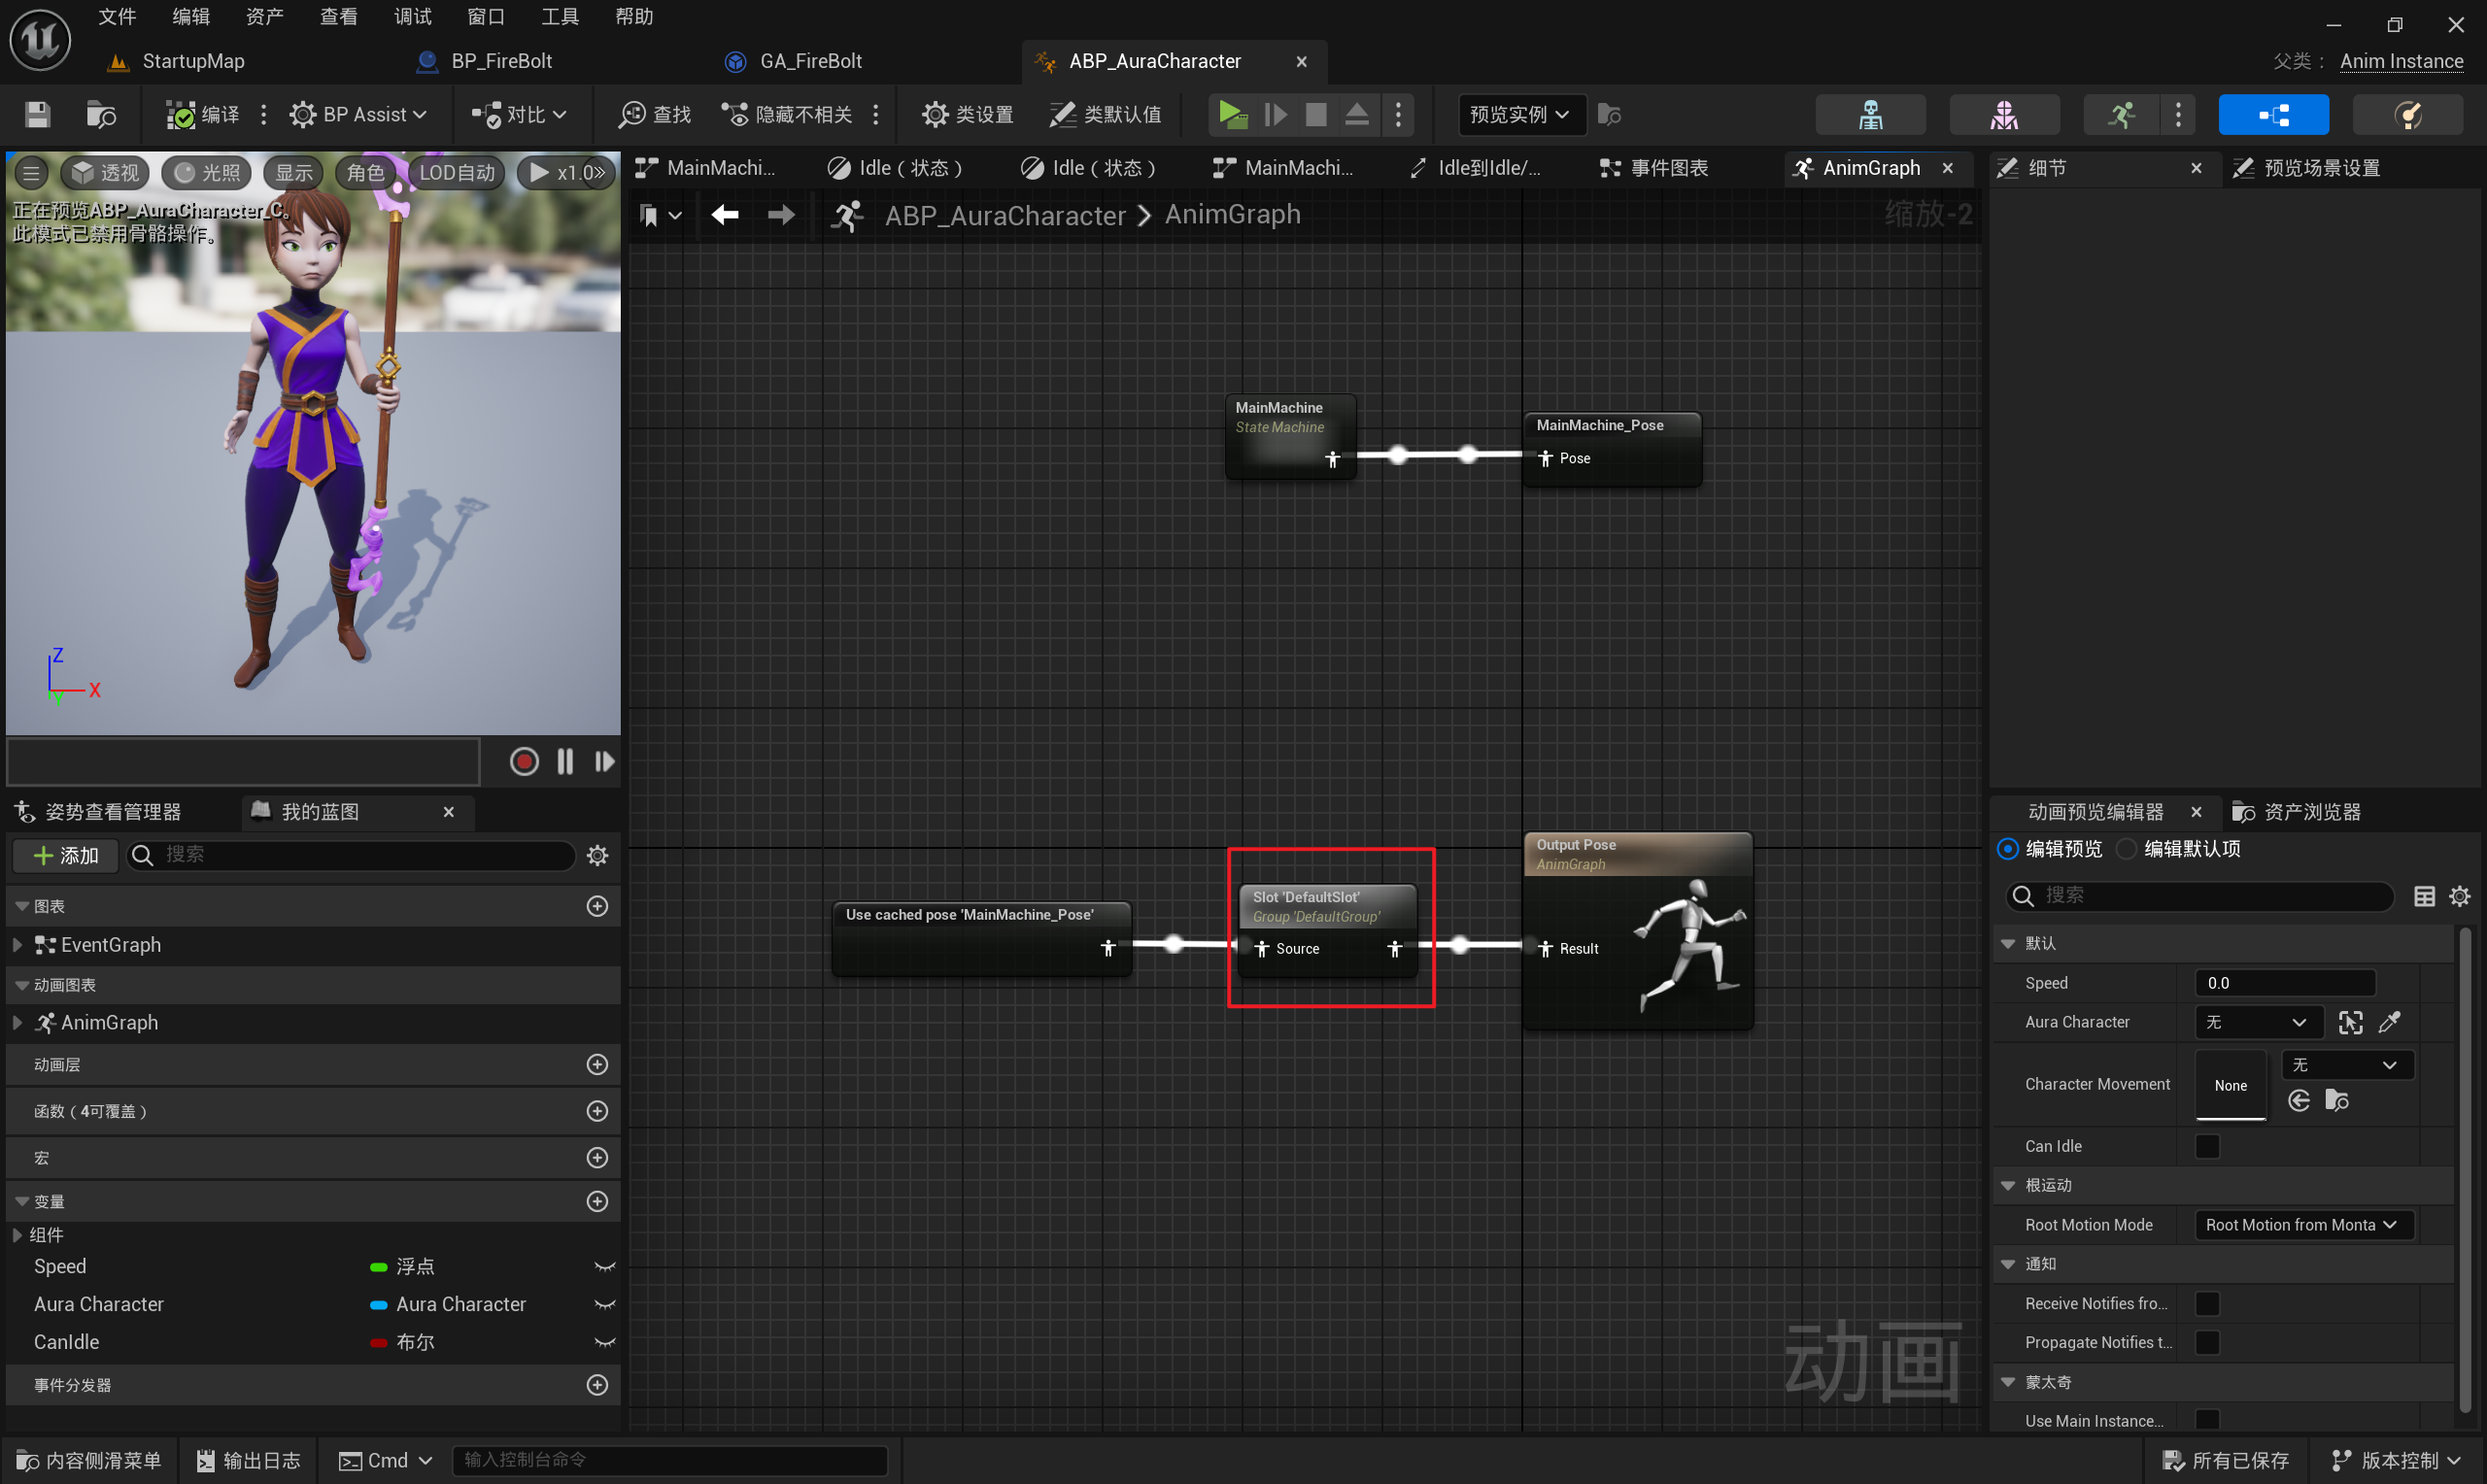 文件 编辑 资产 查看 调试 窗口 工具 帮助
StartupMap BP_FireBolt GA_FireBolt ABP_AuraCharacter 父类： Anim Instance
编译 BP Assist 对比 查找 隐藏不相关 类设置 类默认值 预览实例
透视 光照 显示 角色 LOD自动 x1.0
正在预览ABP_AuraCharacter_C。
此模式已禁用骨骼操作。
Z
X
Y
MainMachi... Idle（状态） Idle（状态） MainMachi... Idle到Idle/... 事件图表 AnimGraph
ABP_AuraCharacter AnimGraph 缩放-2
MainMachine
State Machine
MainMachine_Pose
Pose
Use cached pose 'MainMachine_Pose'
Slot 'DefaultSlot'
Group 'DefaultGroup'
Source
Output Pose
AnimGraph
Result
动画
姿势查看管理器 我的蓝图
添加 搜索
图表
EventGraph
动画图表
AnimGraph
动画层
函数（4可覆盖）
宏
变量
组件
Speed 浮点
Aura Character Aura Character
CanIdle 布尔
事件分发器
细节 预览场景设置
动画预览编辑器 资产浏览器
编辑预览 编辑默认项
搜索
默认
Speed 0.0
Aura Character 无
Character Movement None 无
Can Idle
根运动
Root Motion Mode Root Motion from Monta
通知
Receive Notifies fro...
Propagate Notifies t...
蒙太奇
Use Main Instance...
内容侧滑菜单 输出日志 Cmd 输入控制台命令 所有已保存 版本控制